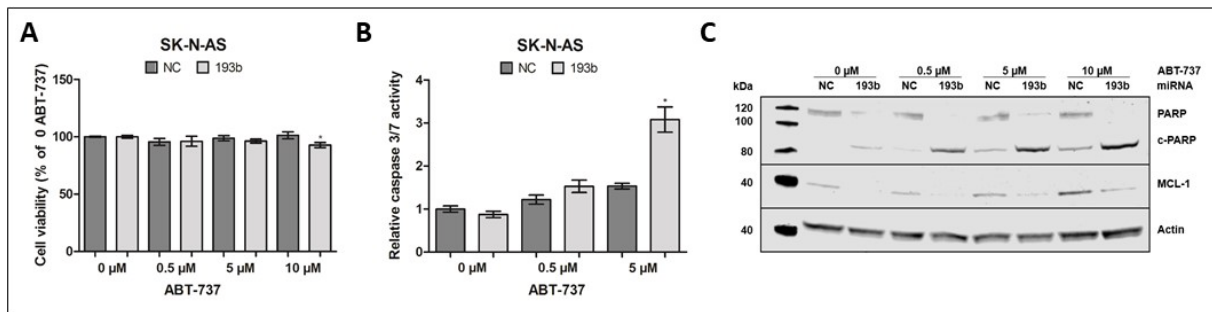 A
SK-N-AS
NC 193b
Cell viability (% of 0 ABT-737)
150
100
50
0
*
0 µM 0.5 µM 5 µM 10 µM
ABT-737
B
SK-N-AS
NC 193b
Relative caspase 3/7 activity
4
3
2
1
0
*
0 µM 0.5 µM 5 µM
ABT-737
C
0 µM 0.5 µM 5 µM 10 µM ABT-737
kDa NC 193b NC 193b NC 193b NC 193b miRNA
120 PARP
100
c-PARP
80
40 MCL-1
40 Actin